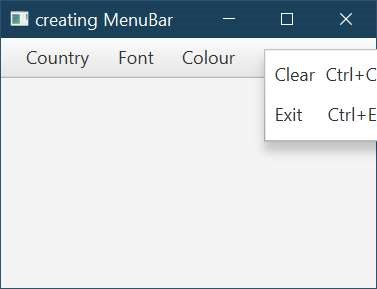 creating MenuBar
Country Font Colour
Clear Ctrl+C
Exit Ctrl+E